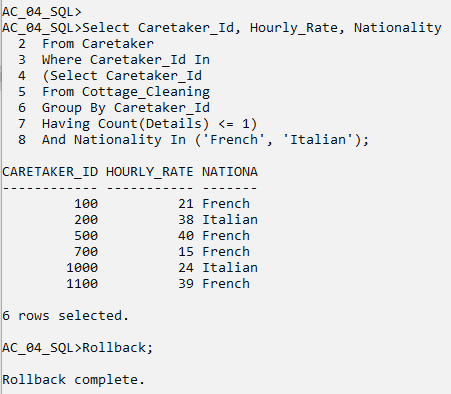 AC_04_SQL>
AC_04_SQL>Select Caretaker_Id, Hourly_Rate, Nationality
  2  From Caretaker
  3  Where Caretaker_Id In
  4  (Select Caretaker_Id
  5  From Cottage_Cleaning
  6  Group By Caretaker_Id
  7  Having Count(Details) <= 1)
  8  And Nationality In ('French', 'Italian');
CARETAKER_ID HOURLY_RATE NATIONA
------------ ----------- -------
         100          21 French
         200          38 Italian
         500          40 French
         700          15 French
        1000          24 Italian
        1100          39 French
6 rows selected.
AC_04_SQL>Rollback;
Rollback complete.